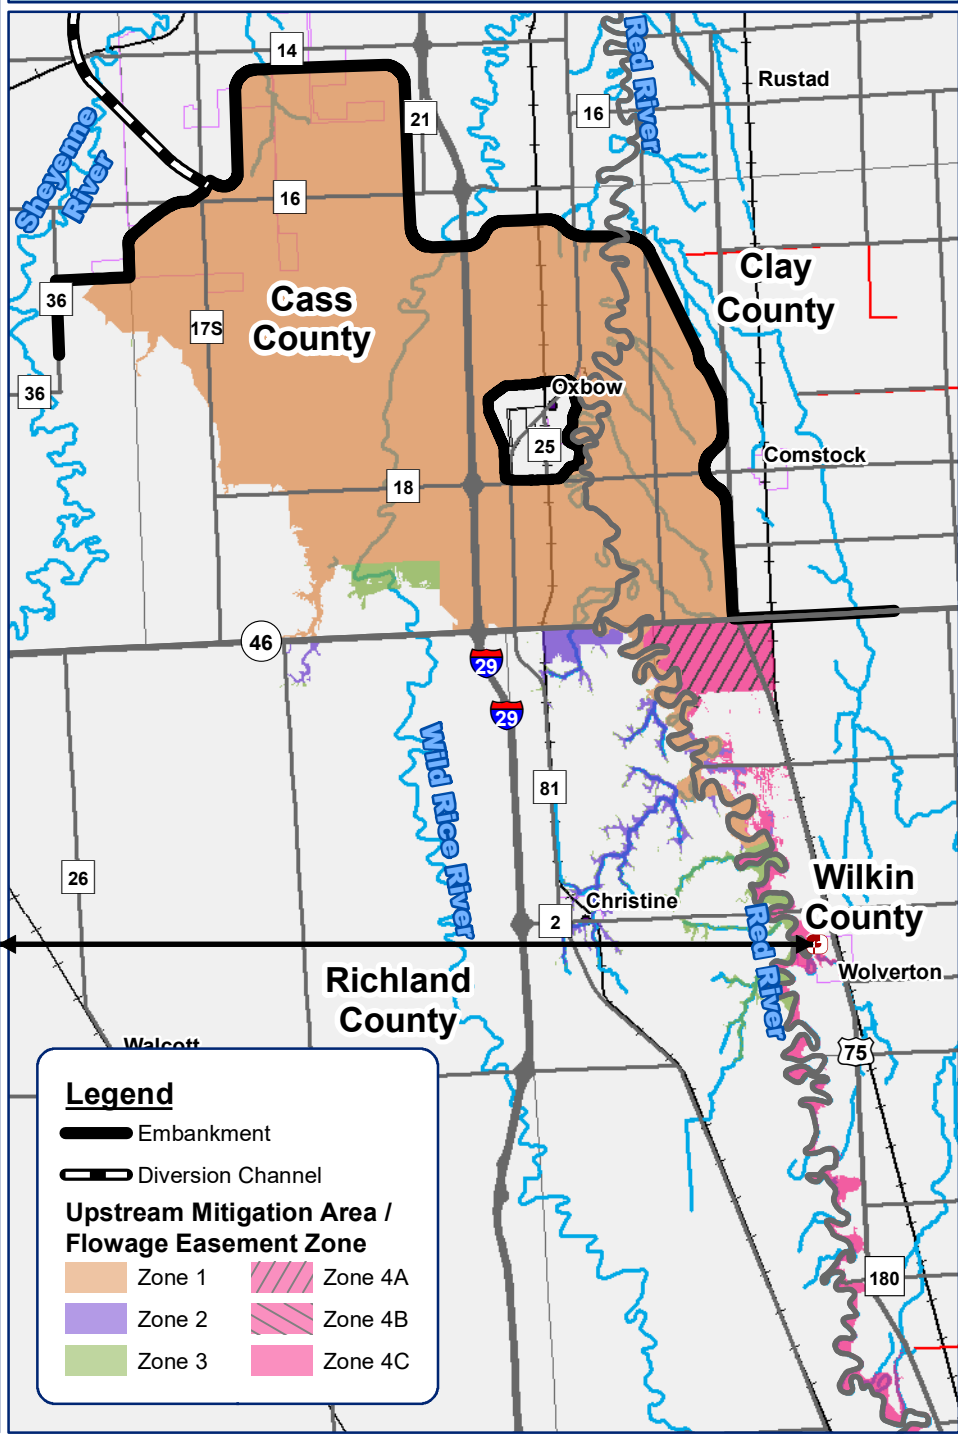 14
Red River
Rustad
16
21
Sheyenne
River
16
Clay
County
36
Cass
County
17S
36
Oxbow
25
Comstock
18
46
29
29
Wild Rice River
81
26
Christine
Wilkin
County
2
Red River
Wolverton
Richland
County
Walcott
75
180
Legend
Embankment
Diversion Channel
Upstream Mitigation Area /
Flowage Easement Zone
Zone 1
Zone 4A
Zone 2
Zone 4B
Zone 3
Zone 4C